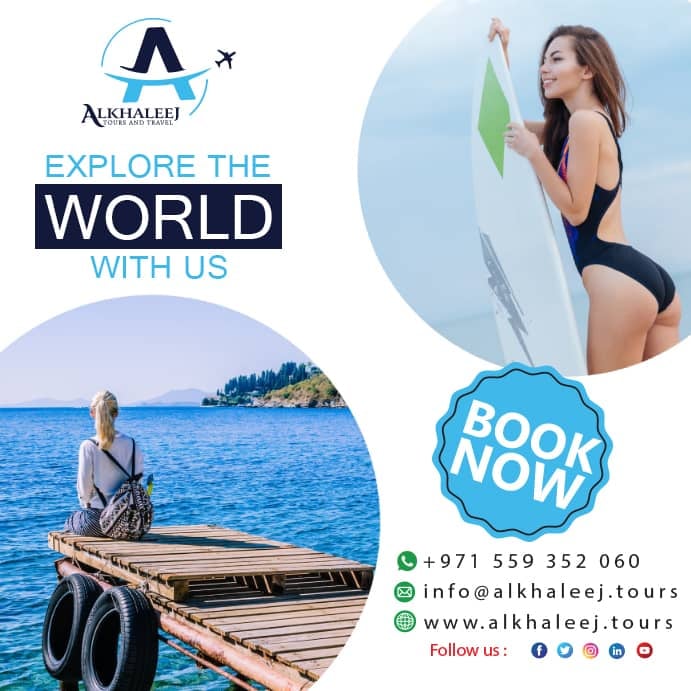 ALKHALEEJ
TOURS AND TRAVEL
EXPLORE THE
WORLD
WITH US
BOOK
NOW
+971 559 352 060
info@alkhaleej.tours
www.alkhaleej.tours
Follow us :